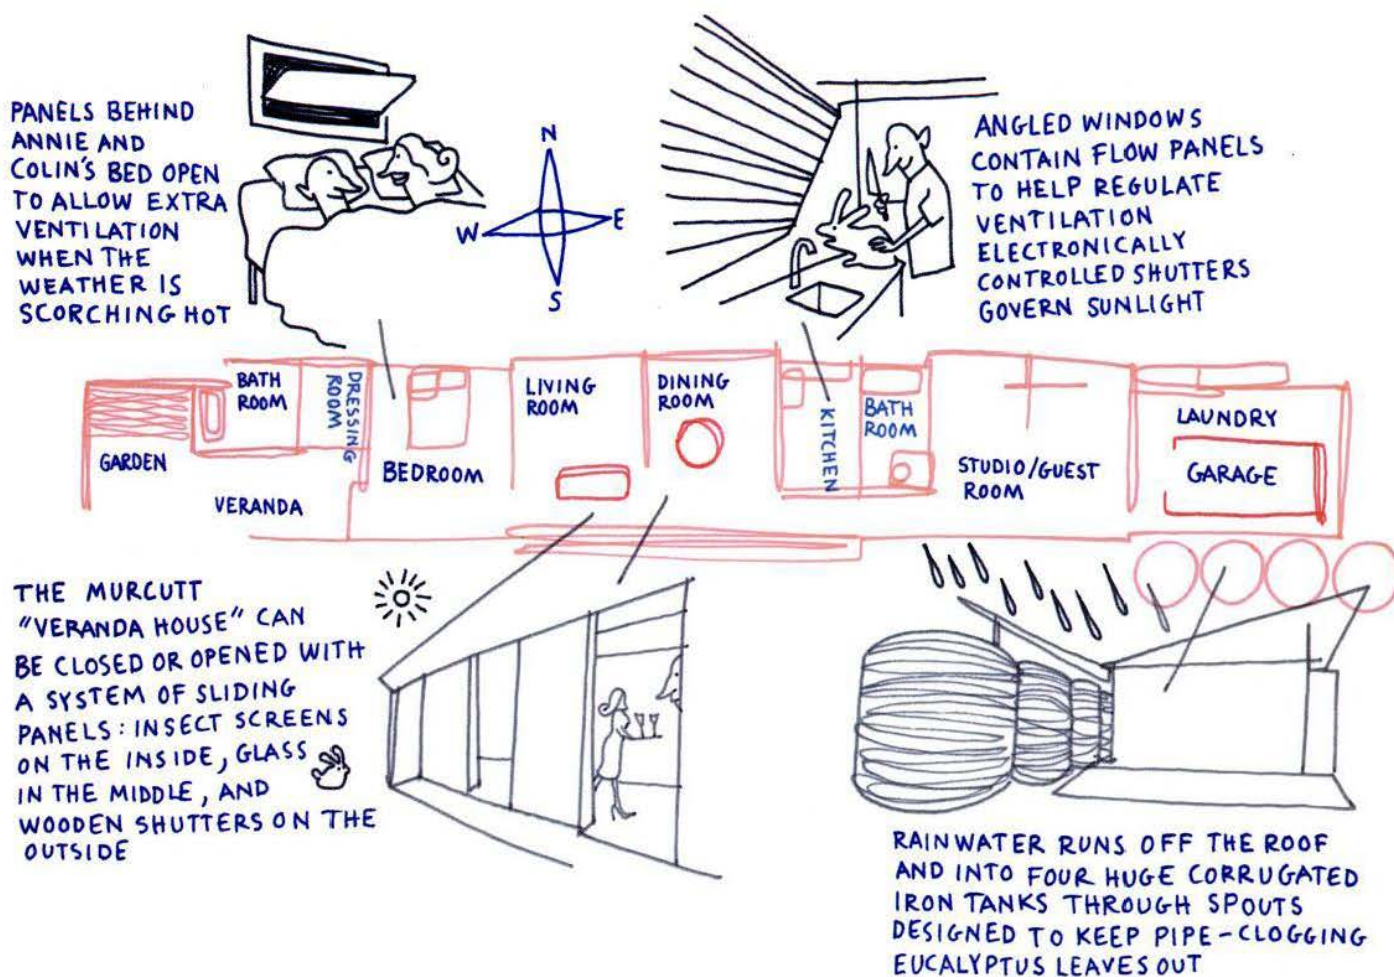 PANELS BEHIND
ANNIE AND
COLIN'S BED OPEN
TO ALLOW EXTRA
VENTILATION
WHEN THE
WEATHER IS
SCORCHING HOT
N
W
E
S
ANGLED WINDOWS
CONTAIN FLOW PANELS
TO HELP REGULATE
VENTILATION
ELECTRONICALLY
CONTROLLED SHUTTERS
GOVERN SUNLIGHT
GARDEN
BATH
ROOM
DRESSING
ROOM
VERANDA
BEDROOM
LIVING
ROOM
DINING
ROOM
KITCHEN
BATH
ROOM
STUDIO/GUEST
ROOM
LAUNDRY
GARAGE
THE MURCUTT
"VERANDA HOUSE" CAN
BE CLOSED OR OPENED WITH
A SYSTEM OF SLIDING
PANELS: INSECT SCREENS
ON THE INSIDE, GLASS
IN THE MIDDLE, AND
WOODEN SHUTTERS ON THE
OUTSIDE
RAINWATER RUNS OFF THE ROOF
AND INTO FOUR HUGE CORRUGATED
IRON TANKS THROUGH SPOUTS
DESIGNED TO KEEP PIPE-CLOGGING
EUCALYPTUS LEAVES OUT